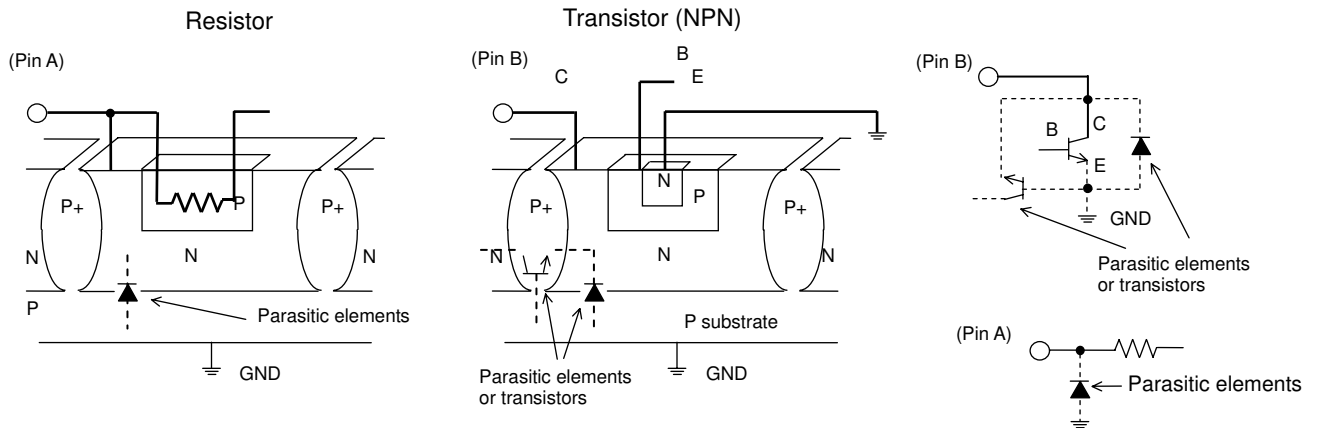 Resistor
(Pin A)
P+
P
P+
N
N
N
P
Parasitic elements
GND
Transistor (NPN)
(Pin B)
C
B
E
P+
N
P
P+
N
N
N
P substrate
Parasitic elements
or transistors
GND
(Pin B)
B
C
E
GND
Parasitic elements
or transistors
(Pin A)
Parasitic elements